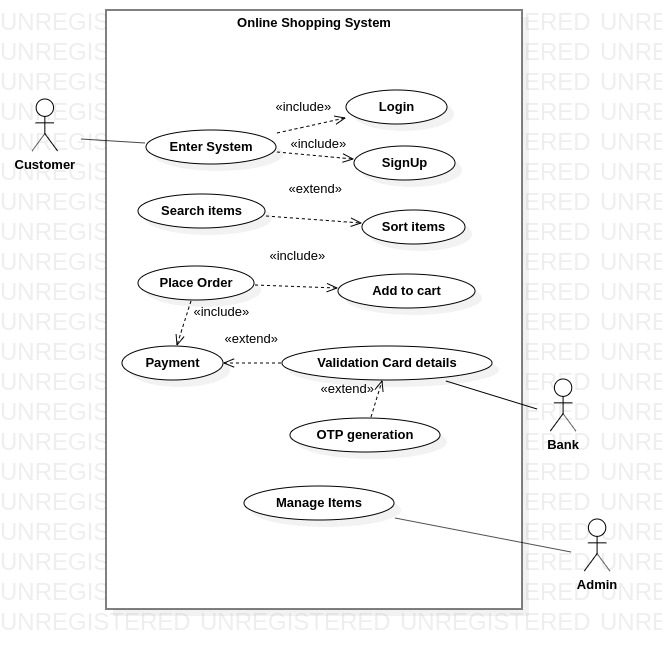 Online Shopping System
«include»
Login
Enter System
«include»
SignUp
Customer
«extend»
Search items
Sort items
«include»
Place Order
Add to cart
«include»
«extend»
Payment
Validation Card details
«extend»
OTP generation
Bank
Manage Items
Admin
UNREGISTERED UNREGISTERED UNREGISTERED UNRE